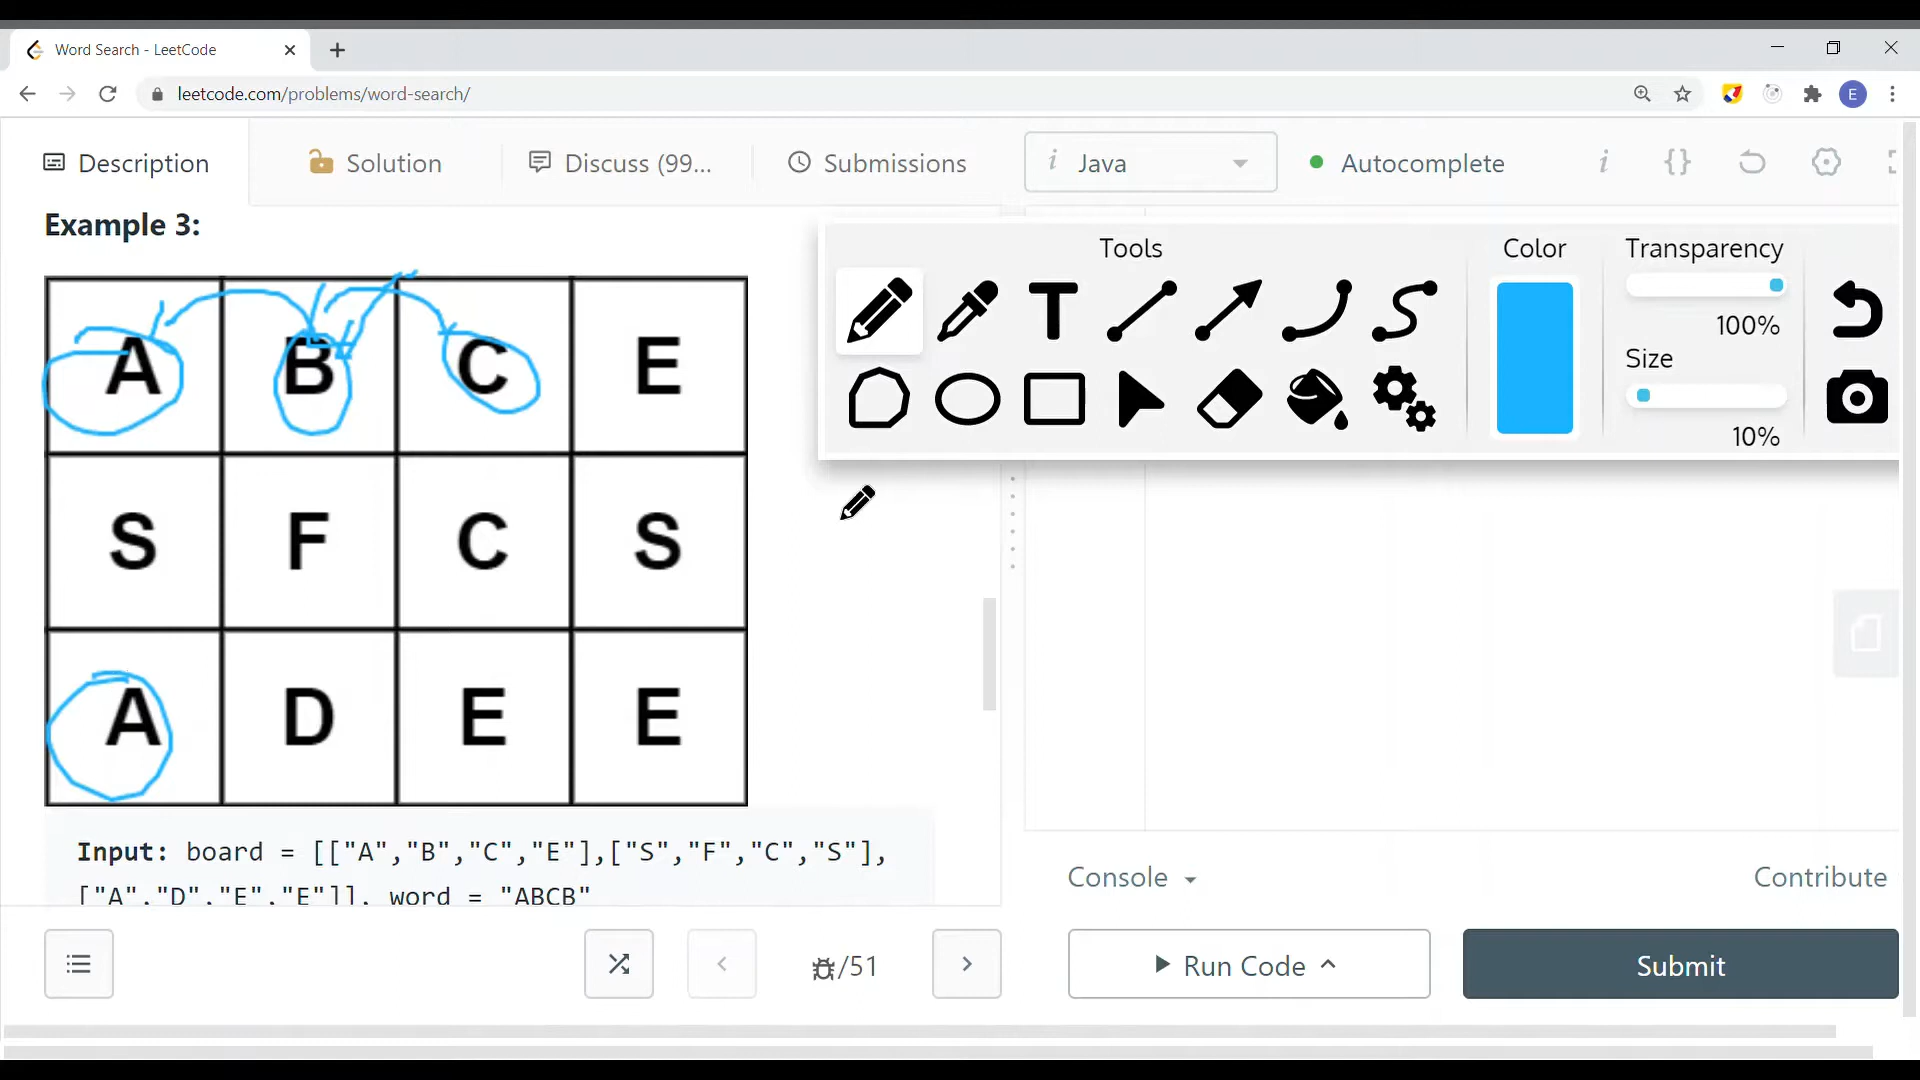 Word Search - LeetCode
leetcode.com/problems/word-search/
E
Description
Solution
Discuss (99...
Submissions
i Java
Autocomplete
i {}
Example 3:
Tools
Color
Transparency
100%
Size
10%
T
A B C E
S F C S
A D E E
Input: board = [["A","B","C","E"],["S","F","C","S"],
["A","D","E","E"]], word = "ABCB"
Console
Contribute
/51
Run Code
Submit